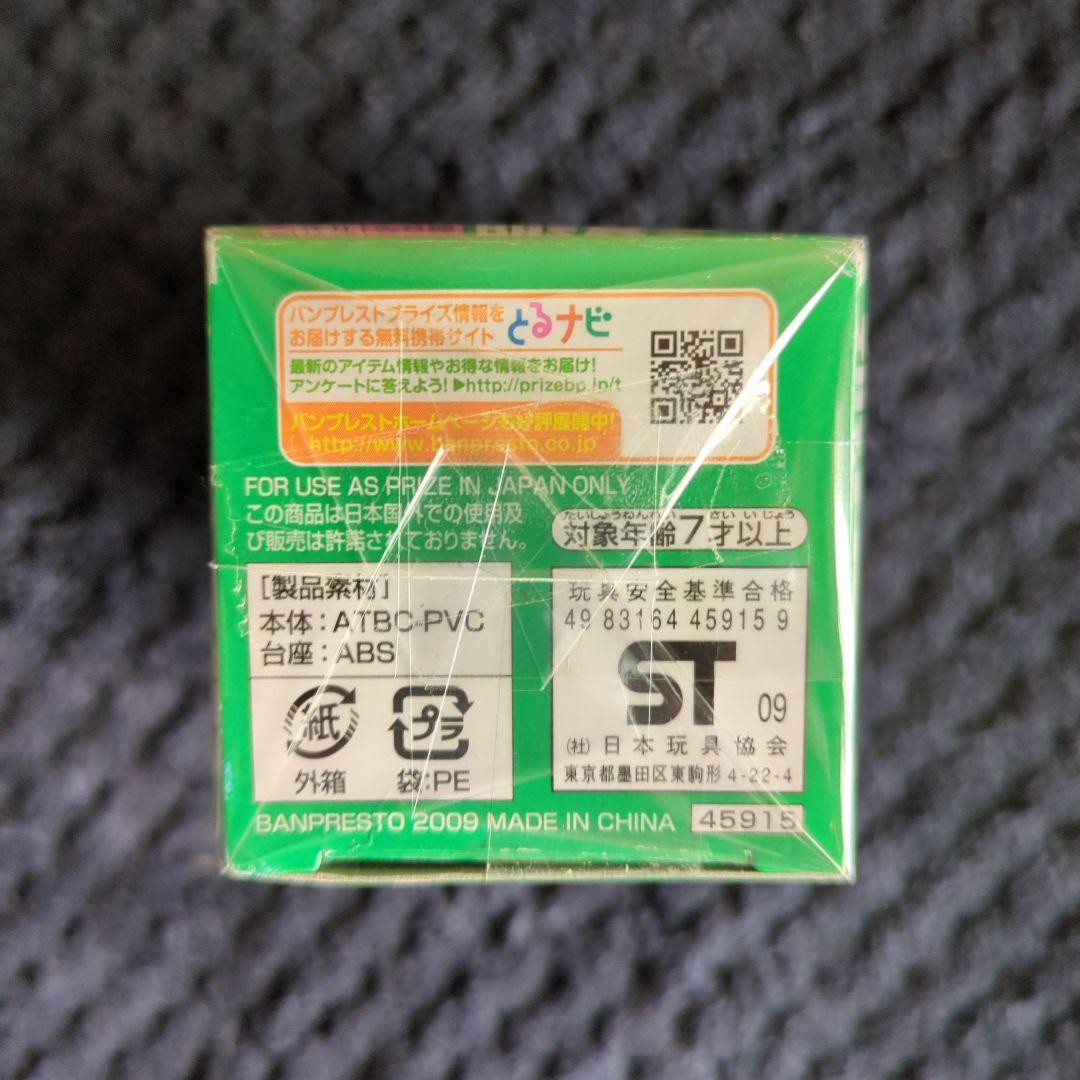 バンプレストプライズ情報を
お届けする無料携帯サイト
とるナビ
最新のアイテム情報やお得な情報をお届け!
アンケートに答えよう!▶http://prizebp.jp/t
バンプレストホームページも好評展開中!
http://www.banpresto.co.jp
FOR USE AS PRIZE IN JAPAN ONLY
この商品は日本国外での使用及
び販売は許諾されておりません。
たいしょうねんれい さい いじょう
対象年齢7才以上
[製品素材]
本体:ATBC-PVC
台座:ABS
紙
外箱
プラ
袋:PE
玩具安全基準合格
49 83164 45915 9
ST
09
(社)日本玩具協会
東京都墨田区東駒形4-22-4
BANPRESTO 2009 MADE IN CHINA
45915